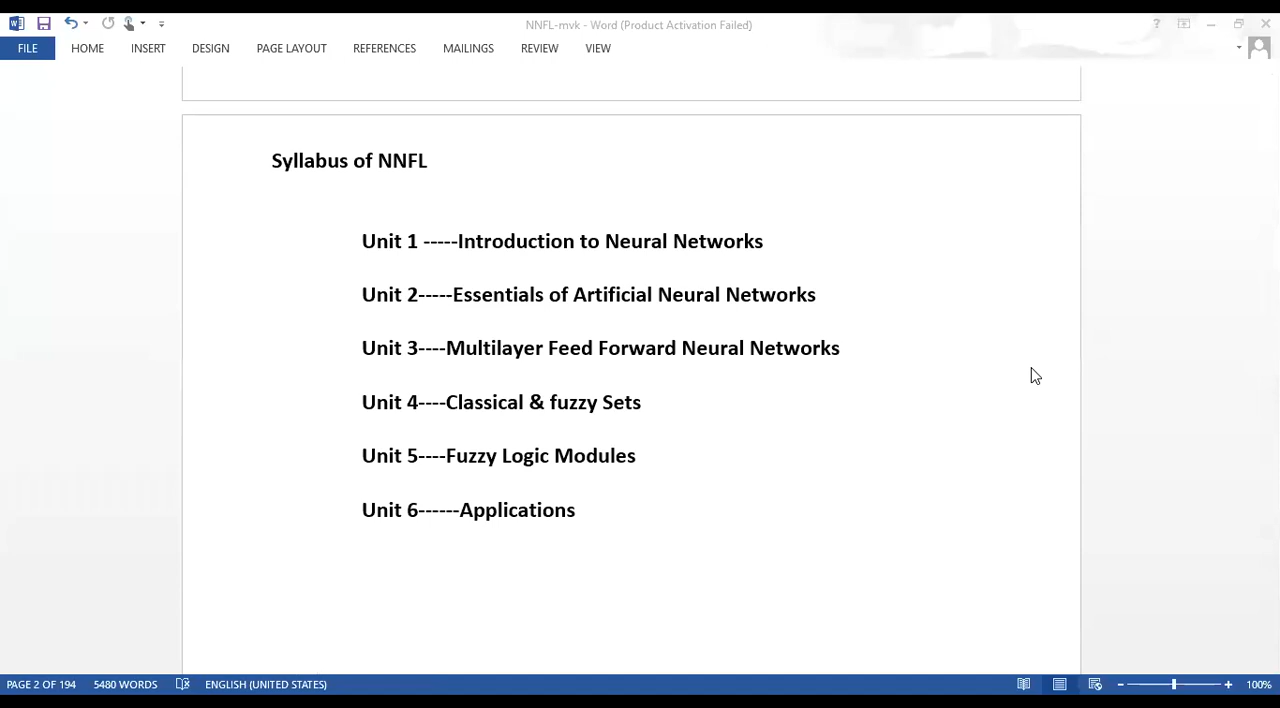 NNFL-mvk - Word (Product Activation Failed)
FILE HOME INSERT DESIGN PAGE LAYOUT REFERENCES MAILINGS REVIEW VIEW
Syllabus of NNFL
Unit 1 -----Introduction to Neural Networks
Unit 2-----Essentials of Artificial Neural Networks
Unit 3----Multilayer Feed Forward Neural Networks
Unit 4----Classical & fuzzy Sets
Unit 5----Fuzzy Logic Modules
Unit 6------Applications
PAGE 2 OF 194 5480 WORDS ENGLISH (UNITED STATES) 100%